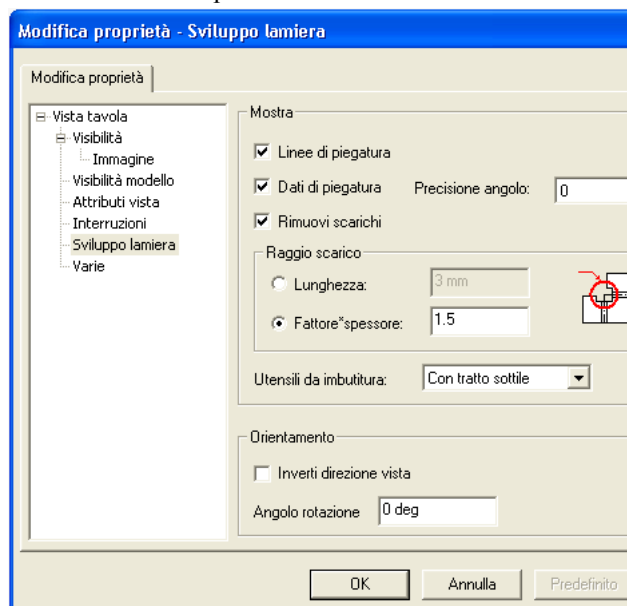 Modifica proprietà - Sviluppo lamiera
Modifica proprietà
Vista tavola
Visibilità
Immagine
Visibilità modello
Attributi vista
Interruzioni
Sviluppo lamiera
Varie
Mostra
Linee di piegatura
Dati di piegatura Precisione angolo: 0
Rimuovi scarichi
Raggio scarico
Lunghezza: 3 mm
Fattore*spessore: 1.5
Utensili da imbutitura: Con tratto sottile
Orientamento
Inverti direzione vista
Angolo rotazione 0 deg
OK Annulla Predefinito